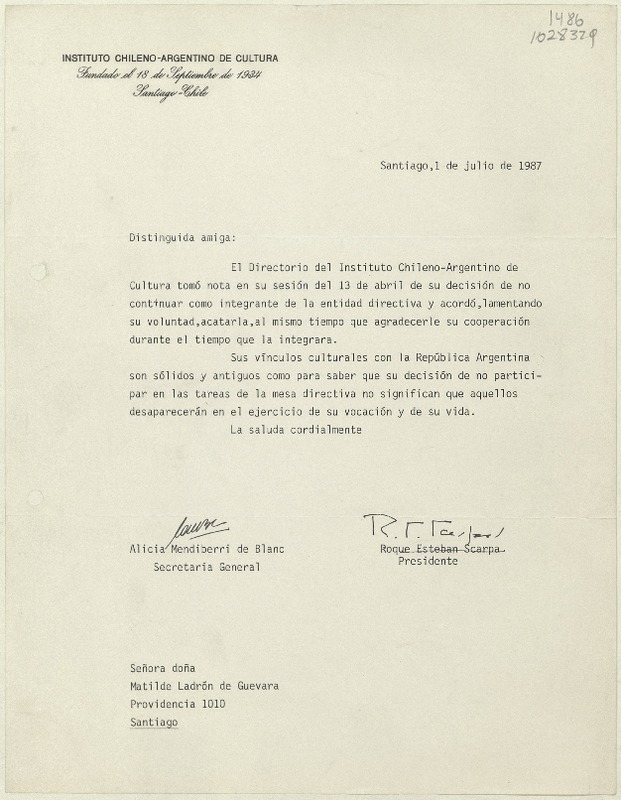 1486
1028329
INSTITUTO CHILENO-ARGENTINO DE CULTURA
Fundado el 18 de Septiembre de 1934
Santiago-Chile
Santiago,1 de julio de 1987
Distinguida amiga:
El Directorio del Instituto Chileno-Argentino de
Cultura tomó nota en su sesión del 13 de abril de su decisión de no
continuar como integrante de la entidad directiva y acordó,lamentando
su voluntad,acatarla,al mismo tiempo que agradecerle su cooperación
durante el tiempo que la integrara.
Sus vínculos culturales con la República Argentina
son sólidos y antiguos como para saber que su decisión de no partici-
par en las tareas de la mesa directiva no significan que aquellos
desaparecerán en el ejercicio de su vocación y de su vida.
La saluda cordialmente
Alicia Mendiberri de Blanc
Secretaria General
R.
Roque Esteban Scarpa
Presidente
Señora doña
Matilde Ladrón de Guevara
Providencia 1010
Santiago